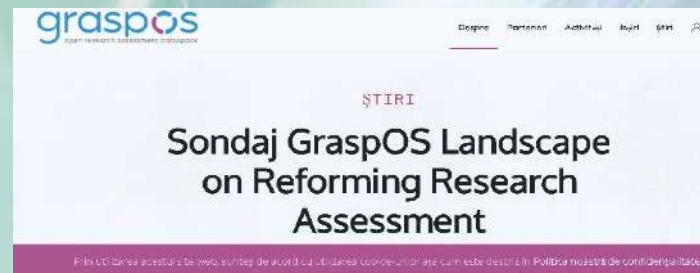 graspos
open research assessment dataspace
Despre Parteneri Activități Ieșiri Știri
ȘTIRI
Sondaj GraspOS Landscape
on Reforming Research
Assessment
Prin utilizarea acestui site web, sunteți de acord cu utilizarea cookie-urilor așa cum este descris în Politica noastră de confidențialitate